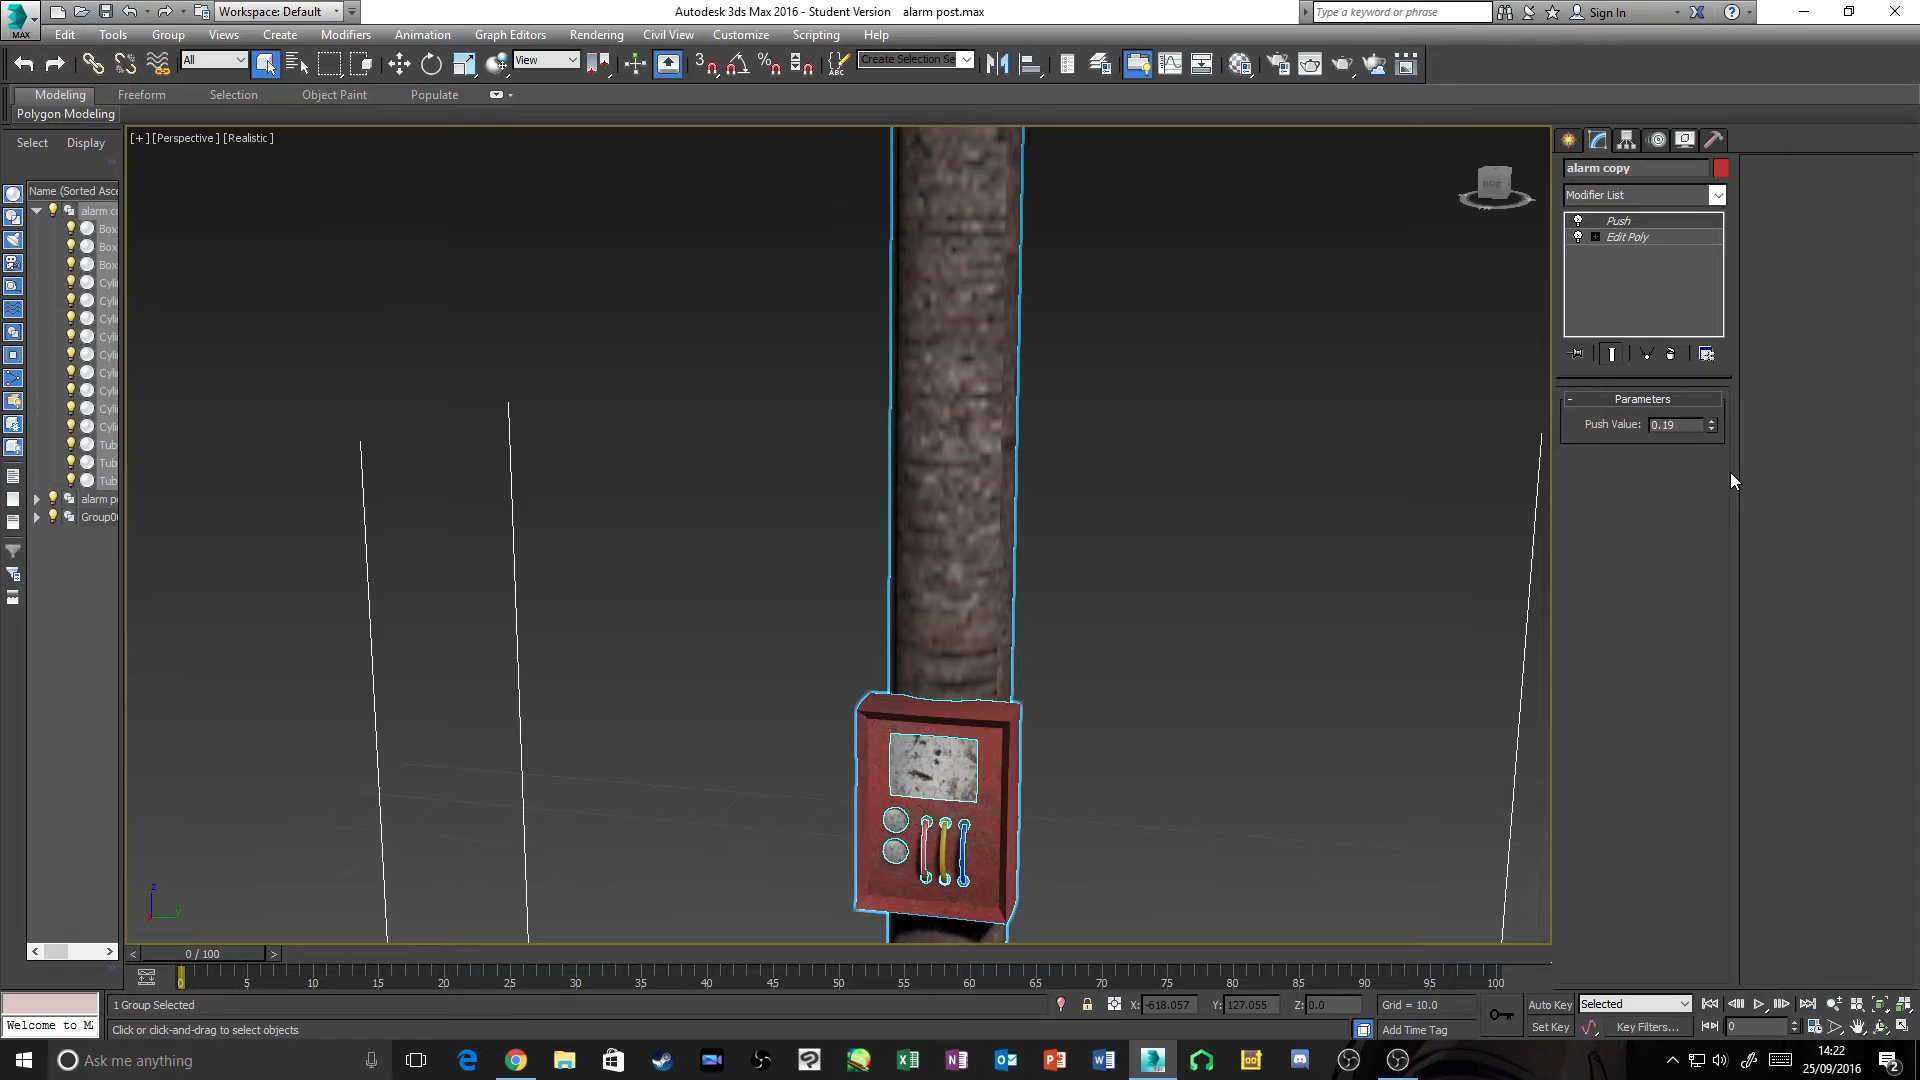 Workspace: Default
Autodesk 3ds Max 2016 - Student Version    alarm post.max
Type a keyword or phrase
Sign In
MAX
Edit
Tools
Group
Views
Create
Modifiers
Animation
Graph Editors
Rendering
Civil View
Customize
Scripting
Help
All
View
Create Selection Se
Modeling
Freeform
Selection
Object Paint
Populate
Polygon Modeling
Select
Display
[+] [Perspective] [Realistic]
RIGHT
Name (Sorted Asce
alarm co
Box
Box
Box
Cyli
Cyli
Cyli
Cyli
Cyli
Cyli
Cyli
Cyli
Cyli
Tub
Tub
Tub
alarm po
Group0
alarm copy
Modifier List
Push
Edit Poly
Parameters
Push Value: 0.19
z
y
0 / 100
0 5 10 15 20 25 30 35 40 45 50 55 60 65 70 75 80 85 90 95 100
1 Group Selected
X: -618.057 Y: 127.055 Z: 0.0
Grid = 10.0
Auto Key
Selected
Welcome to M
Click or click-and-drag to select objects
Add Time Tag
Set Key
Key Filters...
0
Ask me anything
14:22
25/09/2016
2